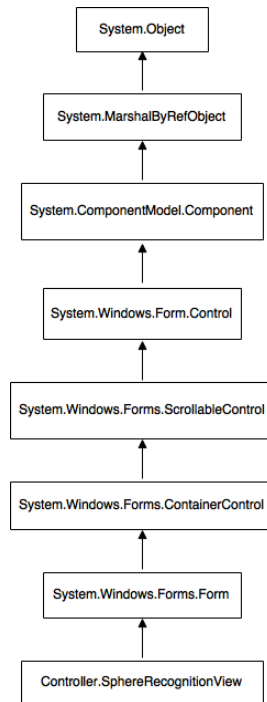 System.Object
System.MarshalByRefObject
System.ComponentModel.Component
System.Windows.Form.Control
System.Windows.Forms.ScrollableControl
System.Windows.Forms.ContainerControl
System.Windows.Forms.Form
Controller.SphereRecognitionView